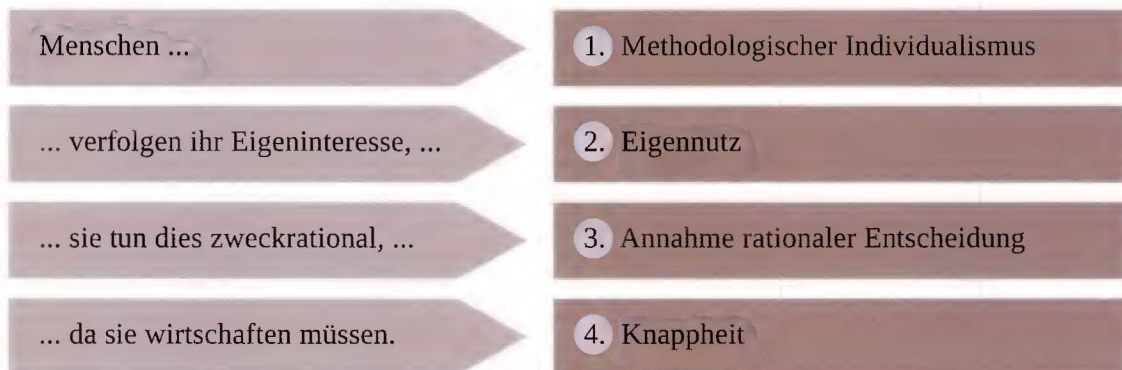 Menschen ...
1. Methodologischer Individualismus
... verfolgen ihr Eigeninteresse, ...
2. Eigennutz
... sie tun dies zweckrational, ...
3. Annahme rationaler Entscheidung
... da sie wirtschaften müssen.
4. Knappheit